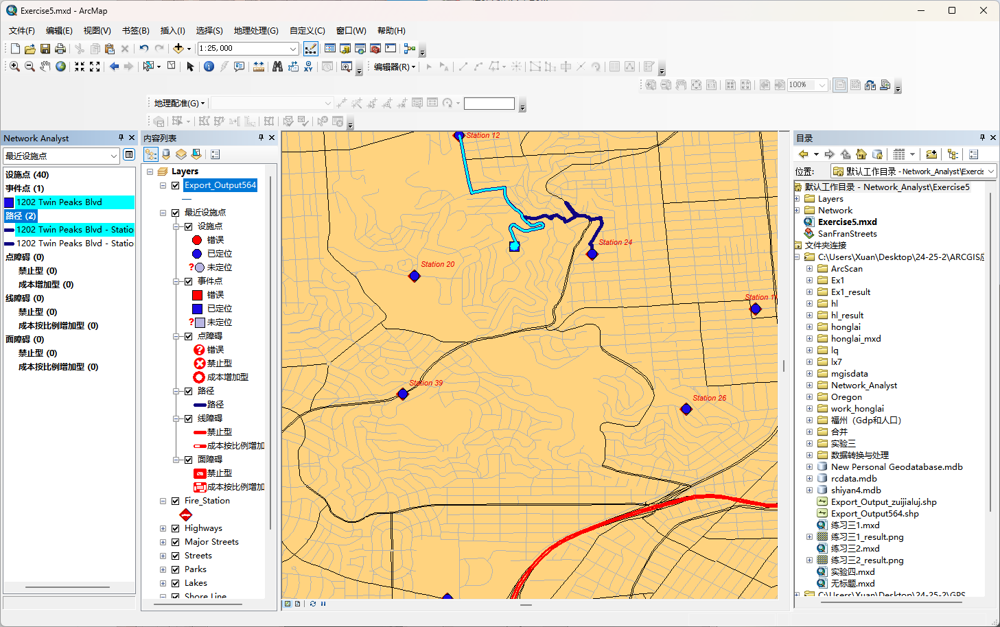 Exercise5.mxd - ArcMap
文件(F) 编辑(E) 视图(V) 书签(B) 插入(I) 选择(S) 地理处理(G) 自定义(C) 窗口(W) 帮助(H)
1:25,000
编辑器(R)
100%
地理配准(G)
Network Analyst
最近设施点
设施点 (40)
事件点 (1)
1202 Twin Peaks Blvd
路径 (2)
1202 Twin Peaks Blvd - Statio
1202 Twin Peaks Blvd - Statio
点障碍 (0)
禁止型 (0)
成本增加型 (0)
线障碍 (0)
禁止型 (0)
成本按比例增加型 (0)
面障碍 (0)
禁止型 (0)
成本按比例增加型 (0)
内容列表
Layers
Export_Output564
最近设施点
设施点
错误
已定位
未定位
事件点
错误
已定位
未定位
点障碍
错误
禁止型
成本增加型
路径
路径
线障碍
禁止型
成本按比例增加
面障碍
禁止型
成本按比例增加
Fire_Station
Highways
Major Streets
Streets
Parks
Lakes
Shore Line
Station 12
Station 24
Station 20
Station 11
Station 39
Station 26
目录
位置:
默认工作目录 - Network_Analyst\Exercis
默认工作目录 - Network_Analyst\Exercise5
Layers
Network
Exercise5.mxd
SanFranStreets
文件夹连接
C:\Users\Xuan\Desktop\24-25-2\ARCGIS
ArcScan
Ex1
Ex1_result
hl
hl_result
honglai
honglai_mxd
lq
lx7
mgisdata
Network_Analyst
Oregon
work_honglai
福州（Gdp和人口）
合并
实验三
数据转换与处理
New Personal Geodatabase.mdb
rcdata.mdb
shiyan4.mdb
Export_Output_zuijialuj.shp
Export_Output564.shp
练习三1.mxd
练习三1_result.png
练习三2.mxd
练习三2_result.png
实验四.mxd
无标题.mxd
C:\Users\Xuan\Desktop\24-25-2\GPS